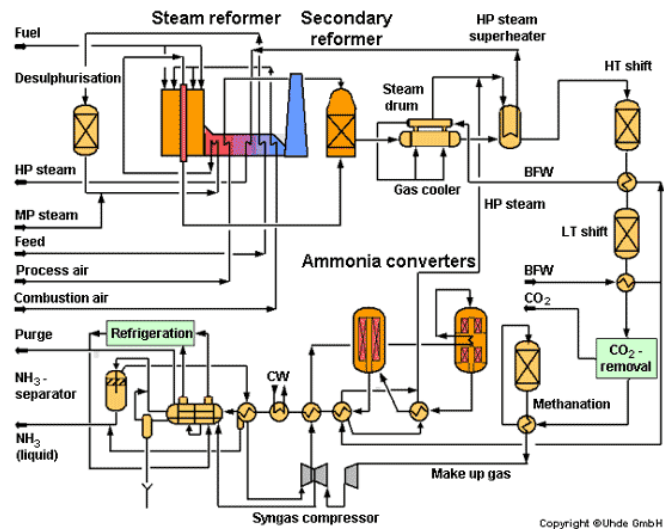 Steam reformer
Secondary
reformer
HP steam
superheater
Fuel
Desulphurisation
HT shift
Steam
drum
HP steam
Gas cooler
BFW
MP steam
HP steam
LT shift
Feed
Process air
Ammonia converters
BFW
Combustion air
CO2
Purge
Refrigeration
CO2 -
removal
NH3 -
separator
CW
Methanation
NH3
(liquid)
Make up gas
Syngas compressor
Copyright ©Uhde GmbH